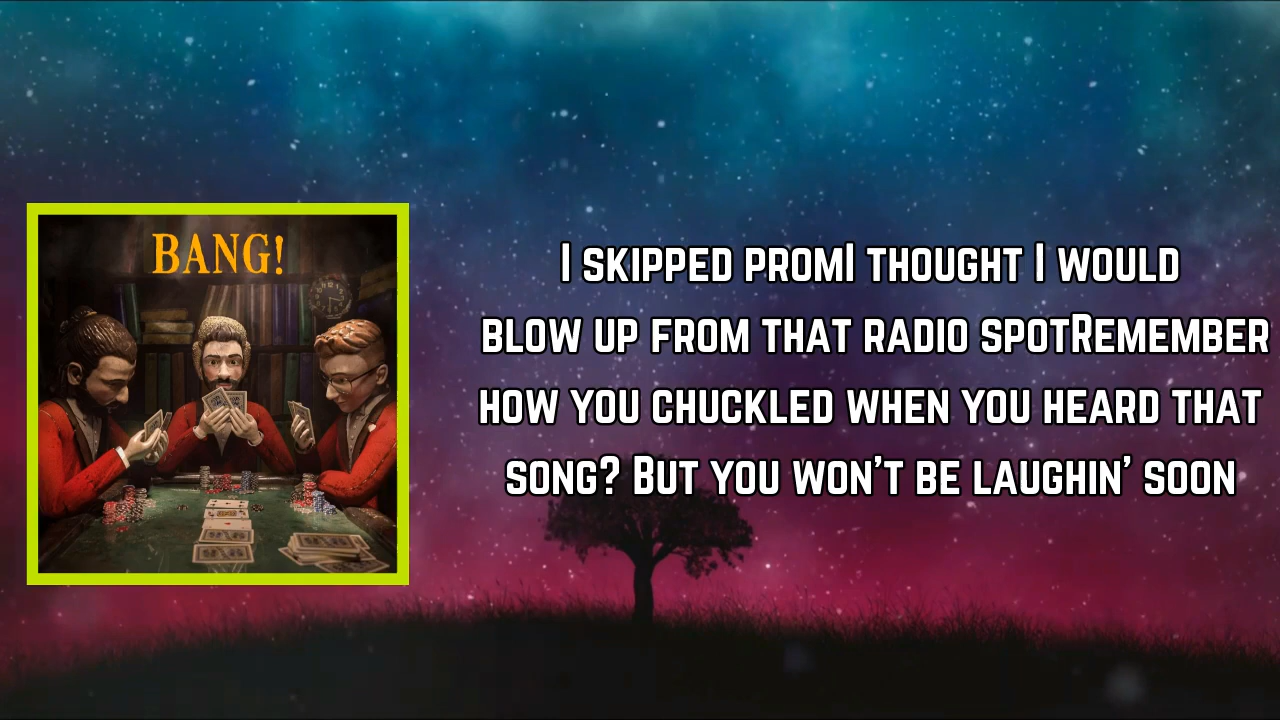 BANG!
I SKIPPED PROMI THOUGHT I WOULD
BLOW UP FROM THAT RADIO SPOTREMEMBER
HOW YOU CHUCKLED WHEN YOU HEARD THAT
SONG? BUT YOU WON'T BE LAUGHIN' SOON